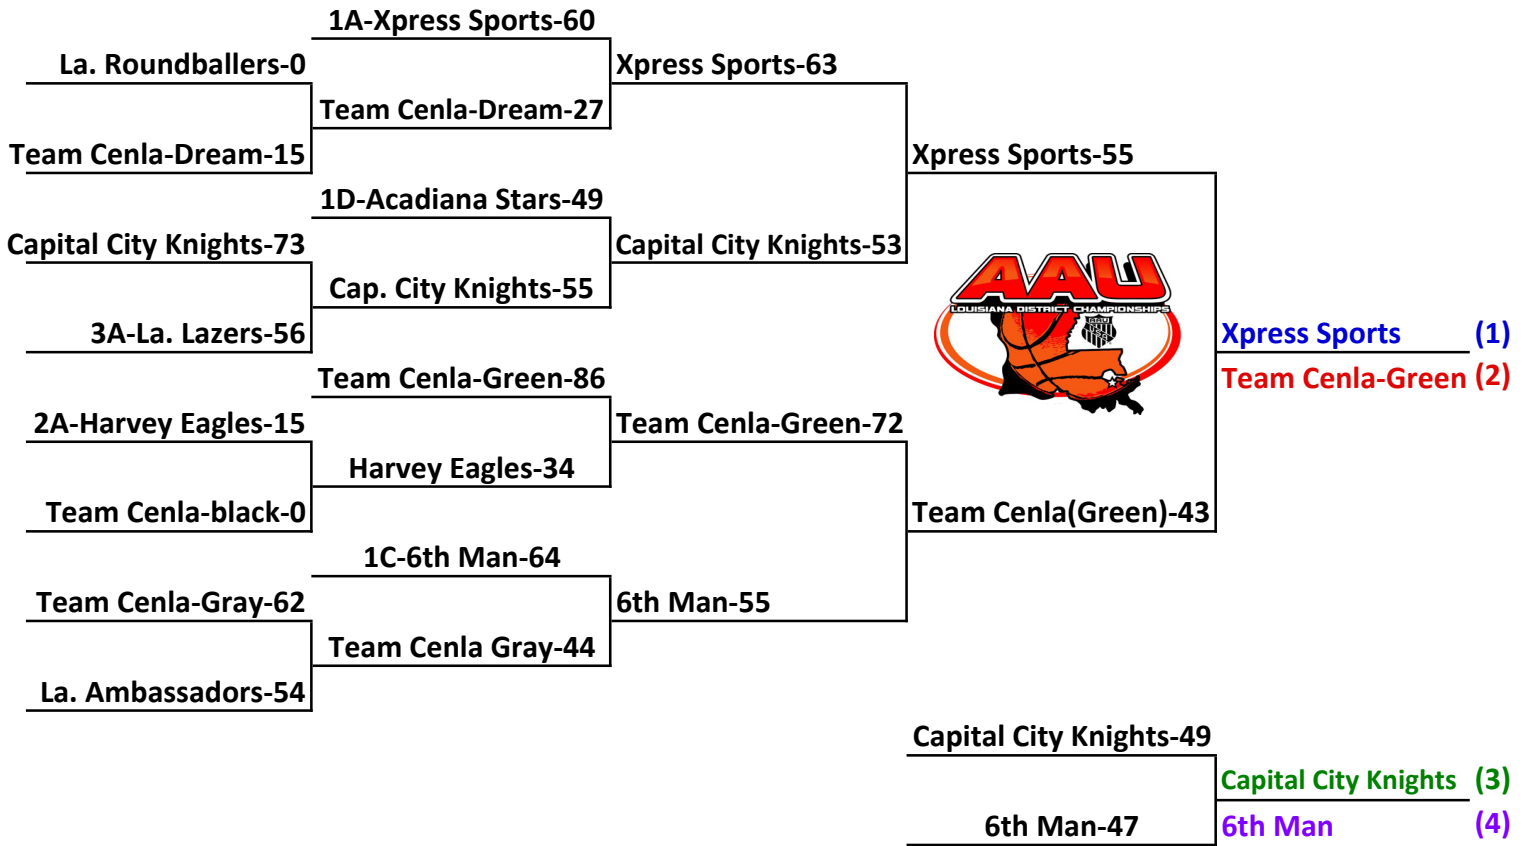 1A-Xpress Sports-60
La. Roundballers-0
Xpress Sports-63
Team Cenla-Dream-27
Team Cenla-Dream-15
Xpress Sports-55
1D-Acadiana Stars-49
Capital City Knights-73
Capital City Knights-53
Cap. City Knights-55
AAU
LOUISIANA DISTRICT CHAMPIONSHIPS
AAU
3A-La. Lazers-56
Xpress Sports (1)
Team Cenla-Green-86
Team Cenla-Green (2)
2A-Harvey Eagles-15
Team Cenla-Green-72
Harvey Eagles-34
Team Cenla-black-0
Team Cenla(Green)-43
1C-6th Man-64
Team Cenla-Gray-62
6th Man-55
Team Cenla Gray-44
La. Ambassadors-54
Capital City Knights-49
Capital City Knights (3)
6th Man-47
6th Man (4)